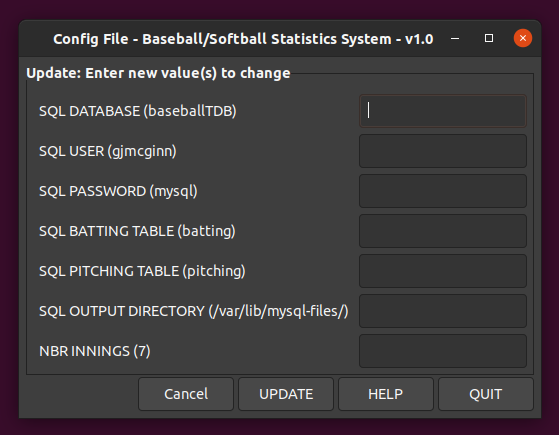 Config File - Baseball/Softball Statistics System - v1.0
Update: Enter new value(s) to change
SQL DATABASE (baseballTDB)
SQL USER (gjmcginn)
SQL PASSWORD (mysql)
SQL BATTING TABLE (batting)
SQL PITCHING TABLE (pitching)
SQL OUTPUT DIRECTORY (/var/lib/mysql-files/)
NBR INNINGS (7)
Cancel UPDATE HELP QUIT